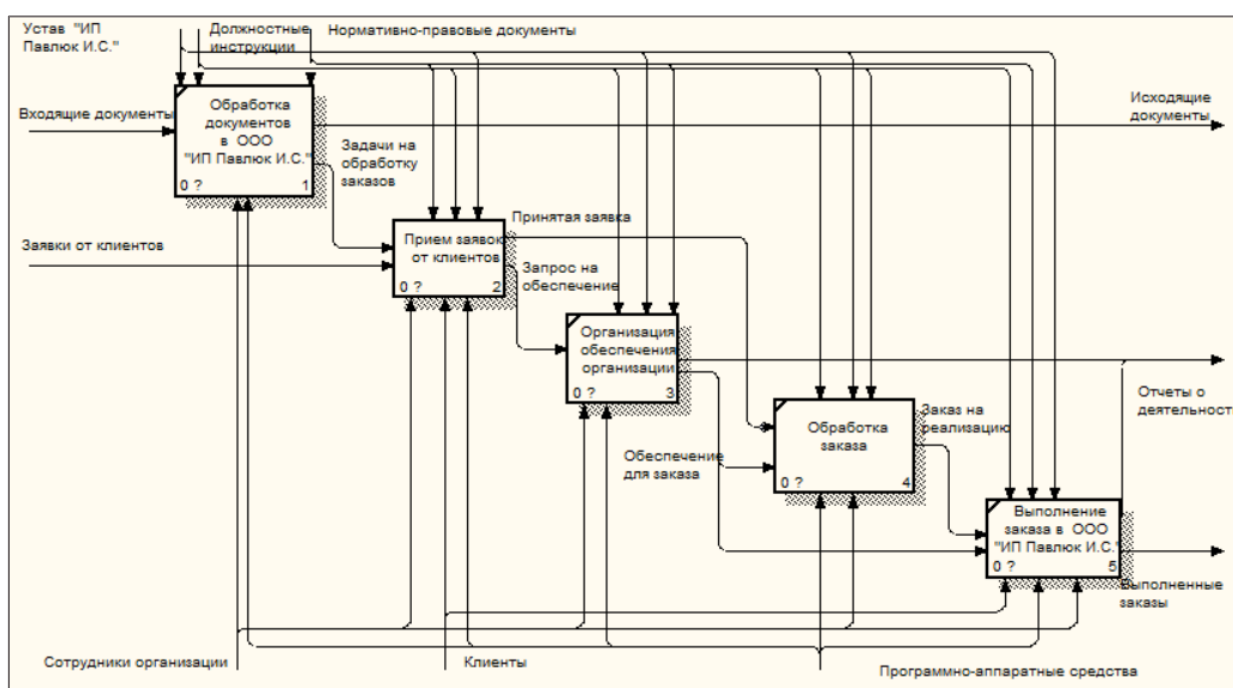 Устав "ИП
Павлюк И.С."
Должностные
инструкции
Нормативно-правовые документы
Входящие документы
Обработка
документов
в ООО
"ИП Павлюк И.С."
0 ?
1
Исходящие
документы
Задачи на
обработку
заказов
Заявки от клиентов
Прием заявок
от клиентов
0 ?
2
Принятая заявка
Запрос на
обеспечение
Организация
обеспечения
организации
0 ?
3
Отчеты о
деятельност
Обработка
заказа
0 ?
4
Заказ на
реализацию
Обеспечение
для заказа
Выполнение
заказа в ООО
"ИП Павлюк И.С."
0 ?
5
Выполненные
заказы
Сотрудники организации
Клиенты
Программно-аппаратные средства